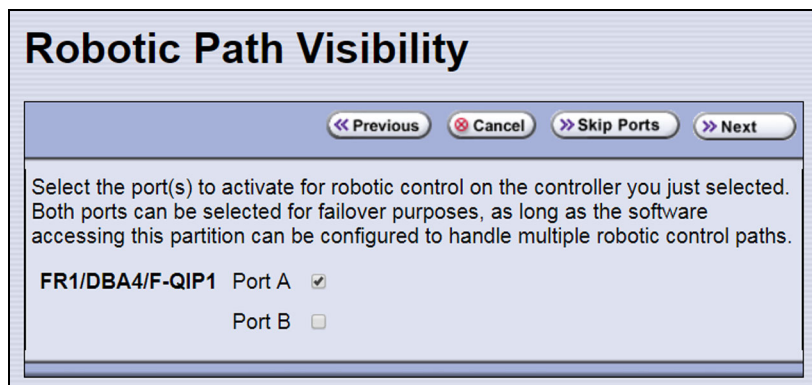 Robotic Path Visibility
Previous Cancel Skip Ports Next
Select the port(s) to activate for robotic control on the controller you just selected.
Both ports can be selected for failover purposes, as long as the software
accessing this partition can be configured to handle multiple robotic control paths.
FR1/DBA4/F-QIP1 Port A
Port B